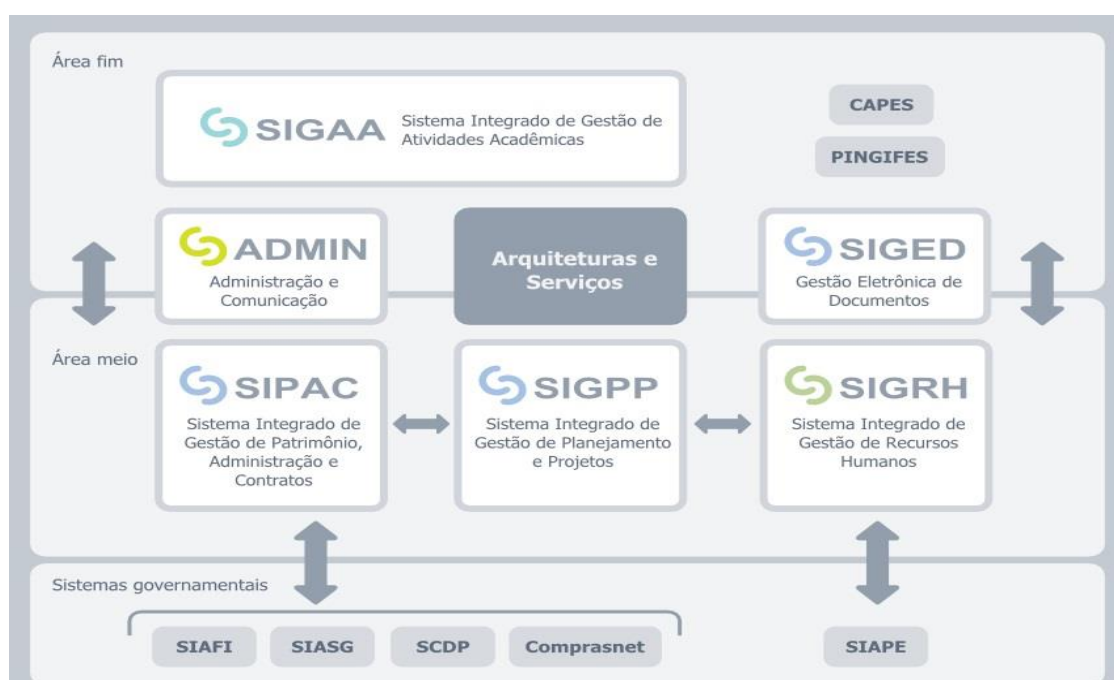 Área fim
SIGAA
Sistema Integrado de Gestão de
Atividades Acadêmicas
CAPES
PINGIFES
ADMIN
Administração e
Comunicação
Arquiteturas e
Serviços
SIGED
Gestão Eletrônica de
Documentos
Área meio
SIPAC
Sistema Integrado de
Gestão de Patrimônio,
Administração e
Contratos
SIGPP
Sistema Integrado de
Gestão de Planejamento
e Projetos
SIGRH
Sistema Integrado de
Gestão de Recursos
Humanos
Sistemas governamentais
SIAFI
SIASG
SCDP
Comprasnet
SIAPE